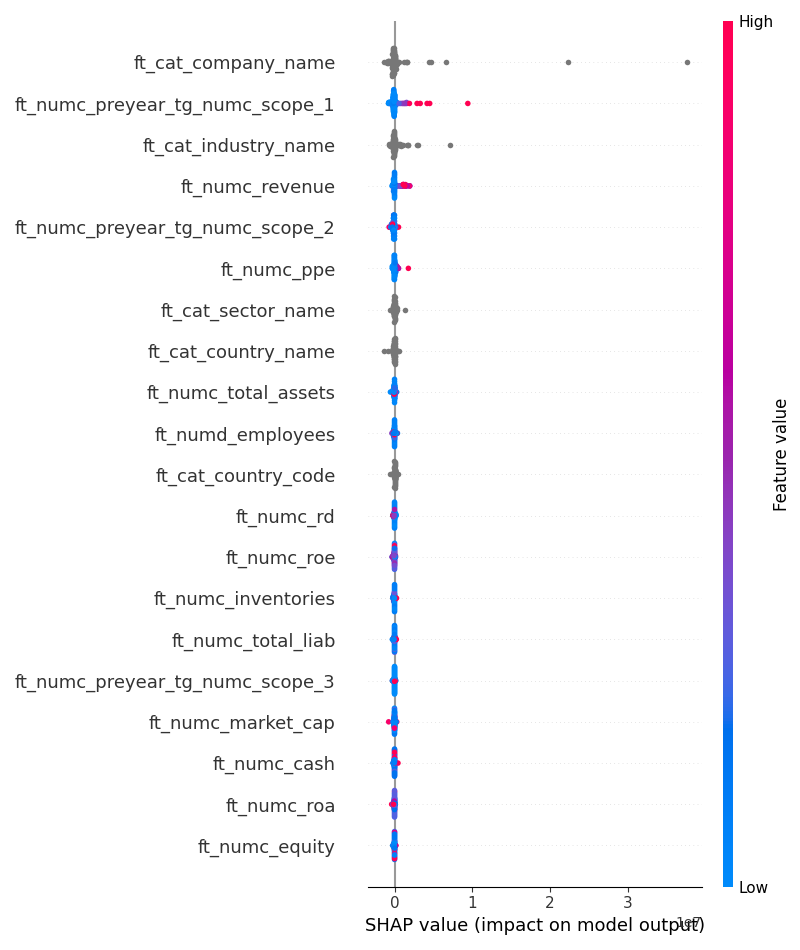 High
ft_cat_company_name
ft_numc_preyear_tg_numc_scope_1
ft_cat_industry_name
ft_numc_revenue
ft_numc_preyear_tg_numc_scope_2
ft_numc_ppe
ft_cat_sector_name
ft_cat_country_name
ft_numc_total_assets
ft_numd_employees
ft_cat_country_code
ft_numc_rd
ft_numc_roe
ft_numc_inventories
ft_numc_total_liab
ft_numc_preyear_tg_numc_scope_3
ft_numc_market_cap
ft_numc_cash
ft_numc_roa
ft_numc_equity
Feature value
Low
0 1 2 3
1e7
SHAP value (impact on model output)